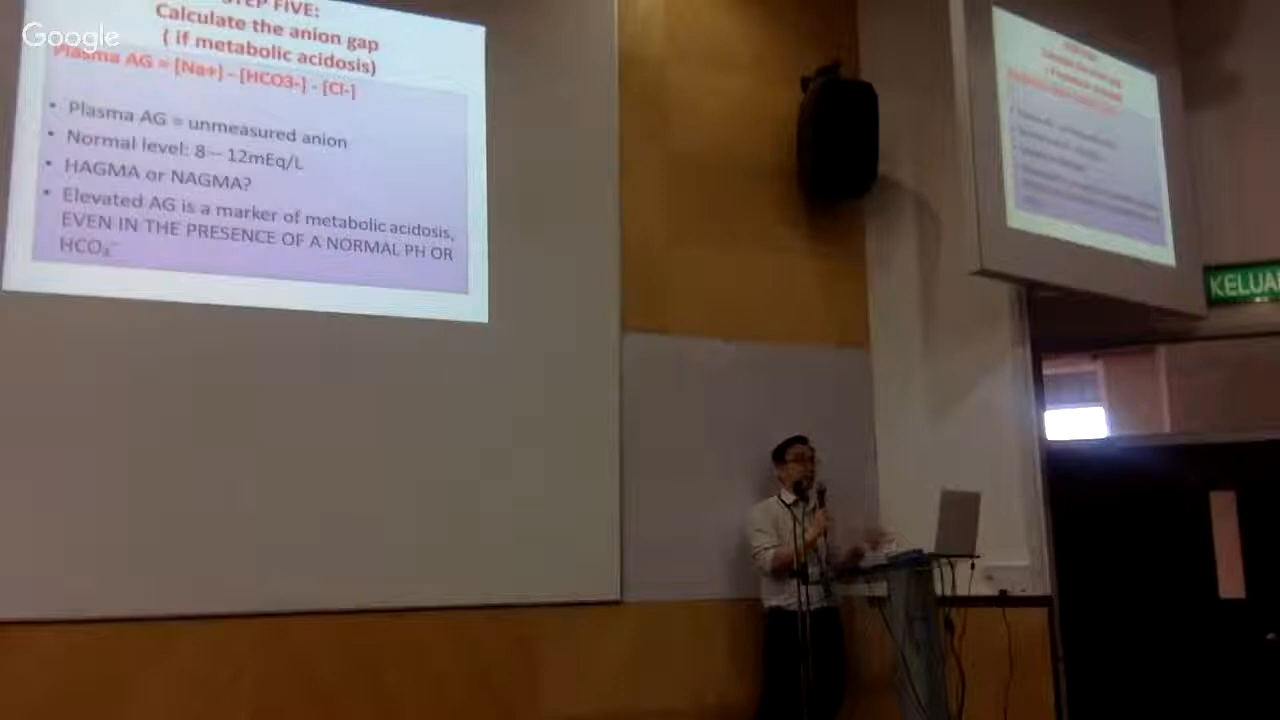 Google
STEP FIVE:
Calculate the anion gap
( if metabolic acidosis)
Plasma AG = [Na+] - [HCO3-] - [Cl-]
• Plasma AG = unmeasured anion
• Normal level: 8 – 12mEq/L
• HAGMA or NAGMA?
• Elevated AG is a marker of metabolic acidosis,
EVEN IN THE PRESENCE OF A NORMAL PH OR
HCO₃⁻